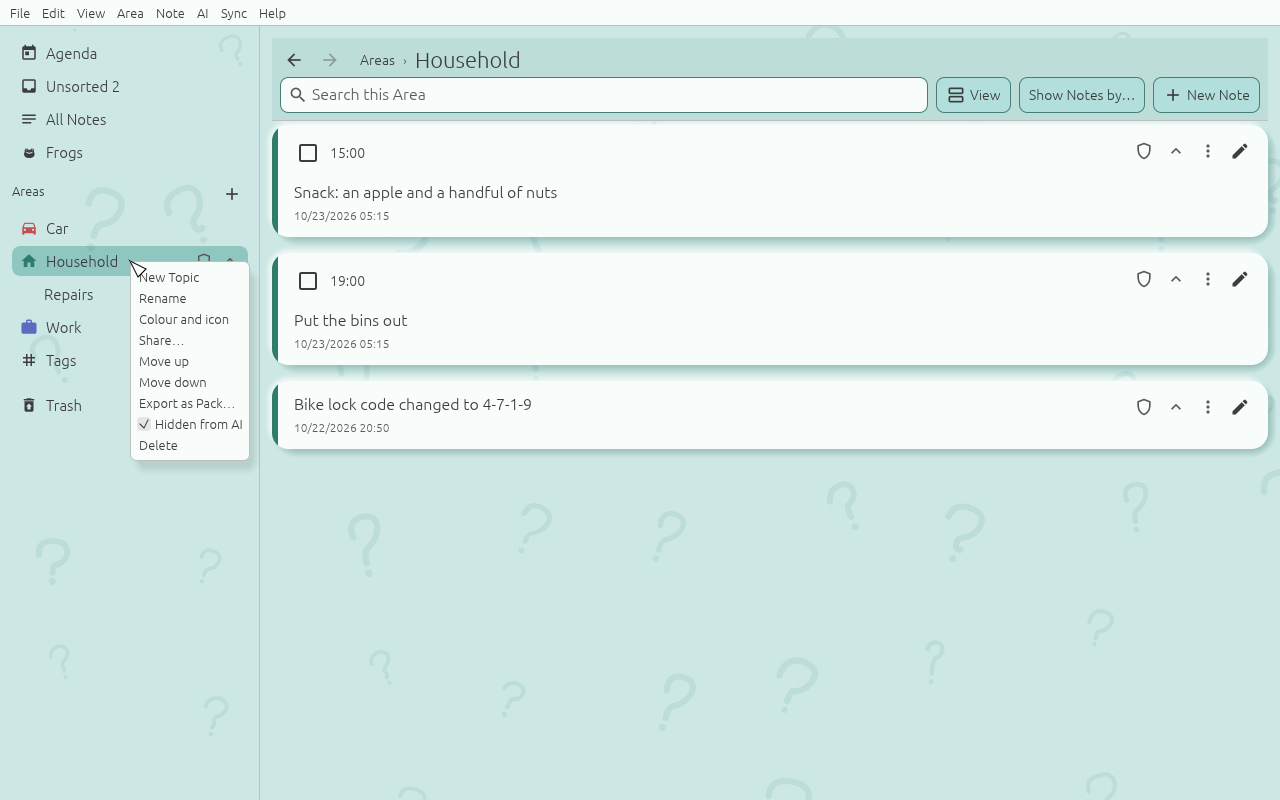 File Edit View Area Note AI Sync Help
Agenda
Unsorted 2
All Notes
Frogs
Areas
Car
Household
Repairs
Work
Tags
Trash
New Topic
Rename
Colour and icon
Share…
Move up
Move down
Export as Pack…
Hidden from AI
Delete
Areas › Household
Search this Area
View
Show Notes by…
New Note
15:00
Snack: an apple and a handful of nuts
10/23/2026 05:15
19:00
Put the bins out
10/23/2026 05:15
Bike lock code changed to 4-7-1-9
10/22/2026 20:50